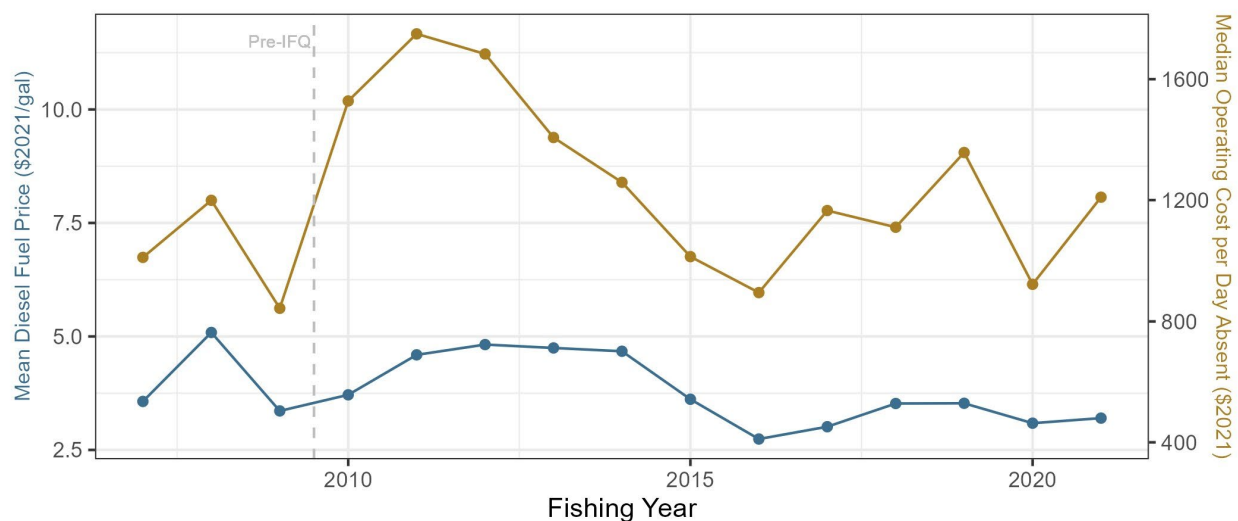 Pre-IFQ
Mean Diesel Fuel Price ($2021/gal)
10.0
7.5
5.0
2.5
1600
1200
800
400
Median Operating Cost per Day Absent ($2021)
2010
2015
2020
Fishing Year